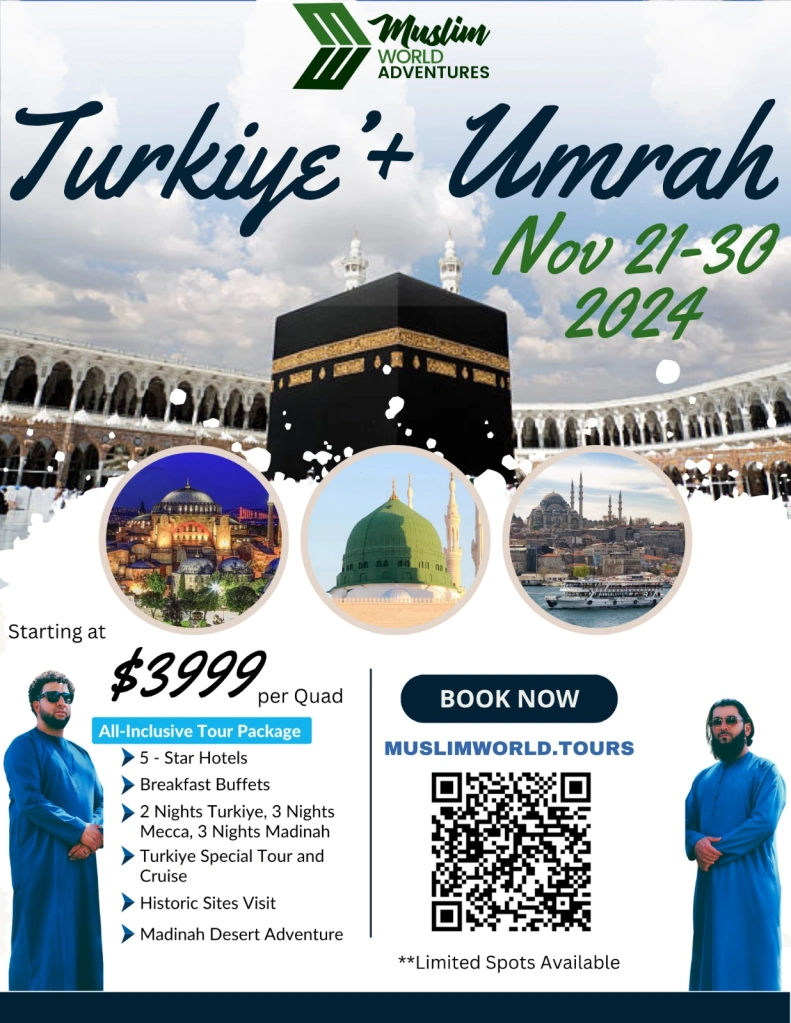 Muslim
WORLD
ADVENTURES
Turkiye'+ Umrah
Nov 21-30
2024
Starting at
$3999 per Quad
All-Inclusive Tour Package
5 - Star Hotels
Breakfast Buffets
2 Nights Turkiye, 3 Nights
Mecca, 3 Nights Madinah
Turkiye Special Tour and
Cruise
Historic Sites Visit
Madinah Desert Adventure
BOOK NOW
MUSLIMWORLD.TOURS
**Limited Spots Available